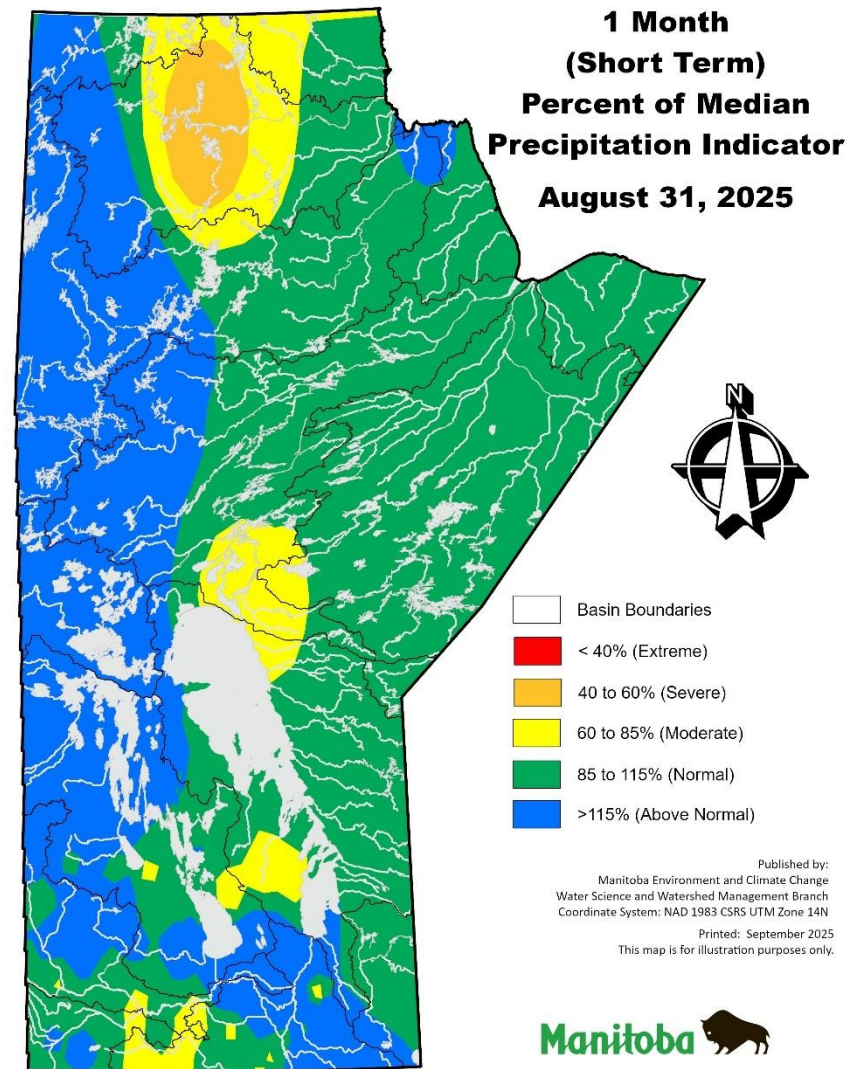 1 Month
(Short Term)
Percent of Median
Precipitation Indicator
August 31, 2025
N
Basin Boundaries
< 40% (Extreme)
40 to 60% (Severe)
60 to 85% (Moderate)
85 to 115% (Normal)
>115% (Above Normal)
Published by:
Manitoba Environment and Climate Change
Water Science and Watershed Management Branch
Coordinate System: NAD 1983 CSRS UTM Zone 14N
Printed: September 2025
This map is for illustration purposes only.
Manitoba